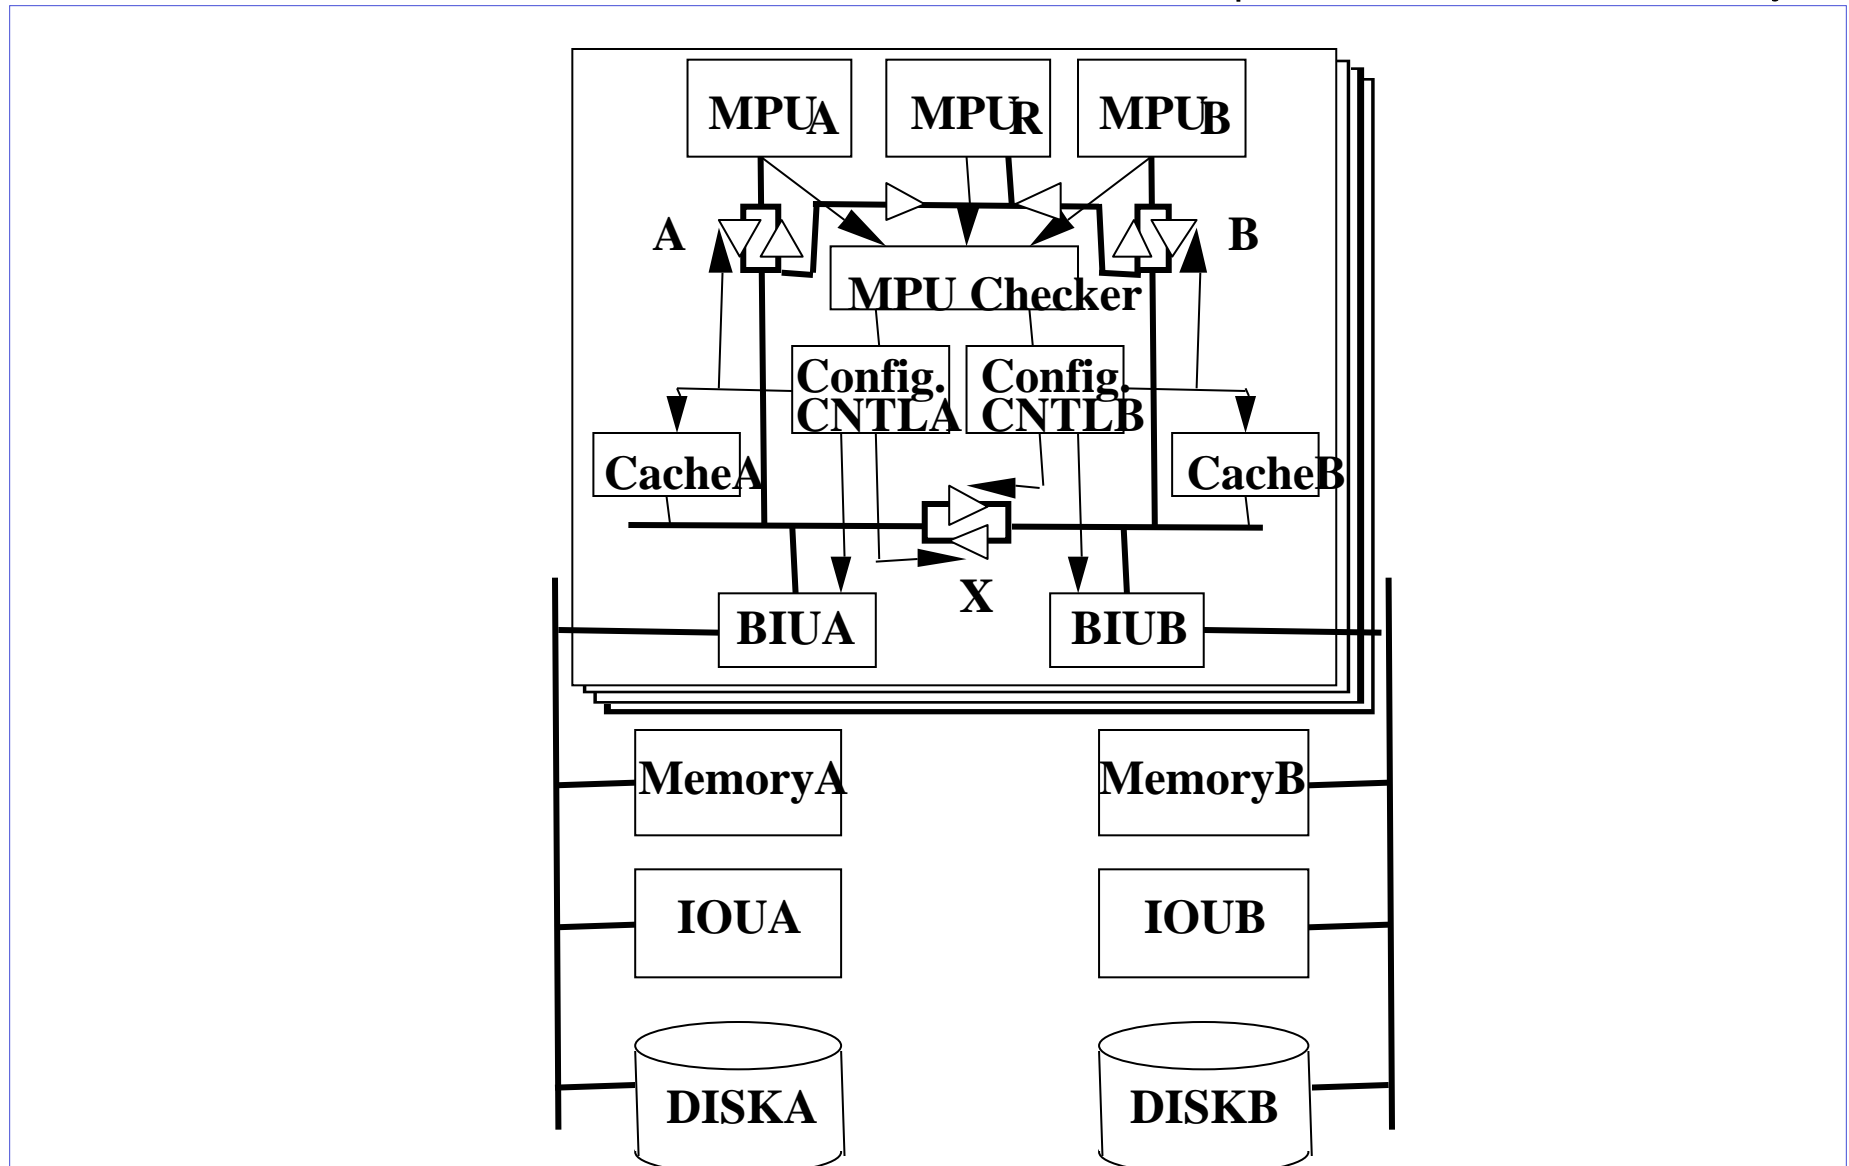 MPUA MPUR MPUB
A B
MPU Checker
Config. Config.
CNTLA CNTLB
CacheA CacheB
X
BIUA BIUB
MemoryA MemoryB
IOUA IOUB
DISKA DISKB